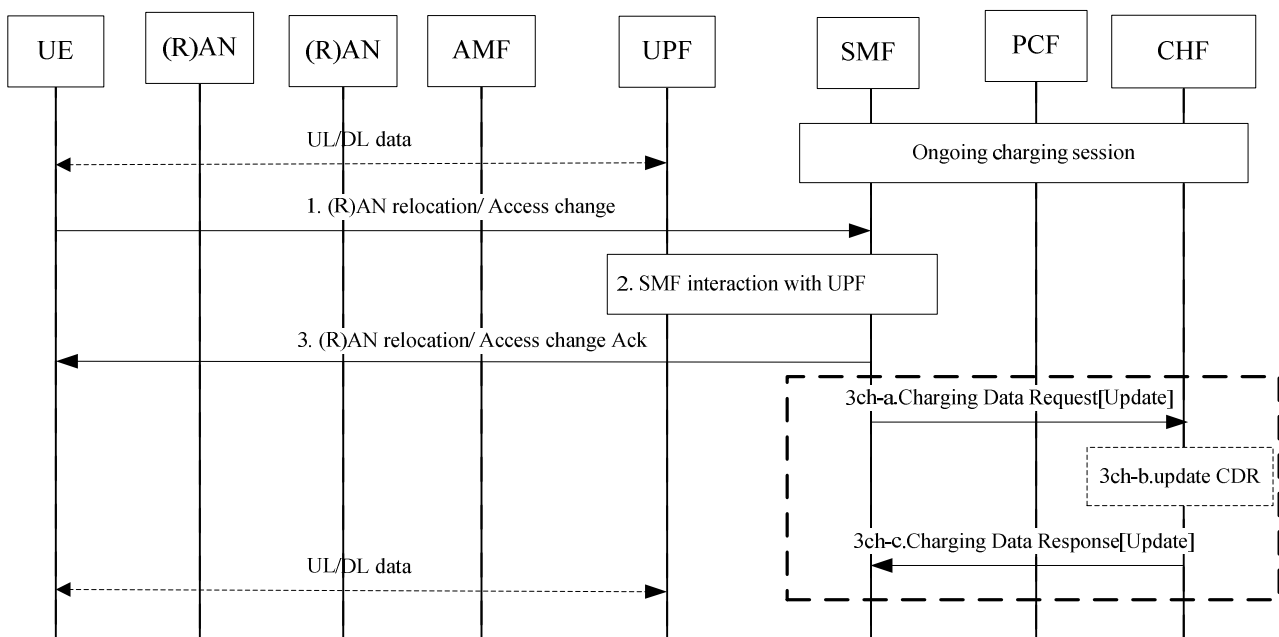 UE
(R)AN
(R)AN
AMF
UPF
SMF
PCF
CHF
UL/DL data
Ongoing charging session
1. (R)AN relocation/ Access change
2. SMF interaction with UPF
3. (R)AN relocation/ Access change Ack
3ch-a.Charging Data Request[Update]
3ch-b.update CDR
3ch-c.Charging Data Response[Update]
UL/DL data